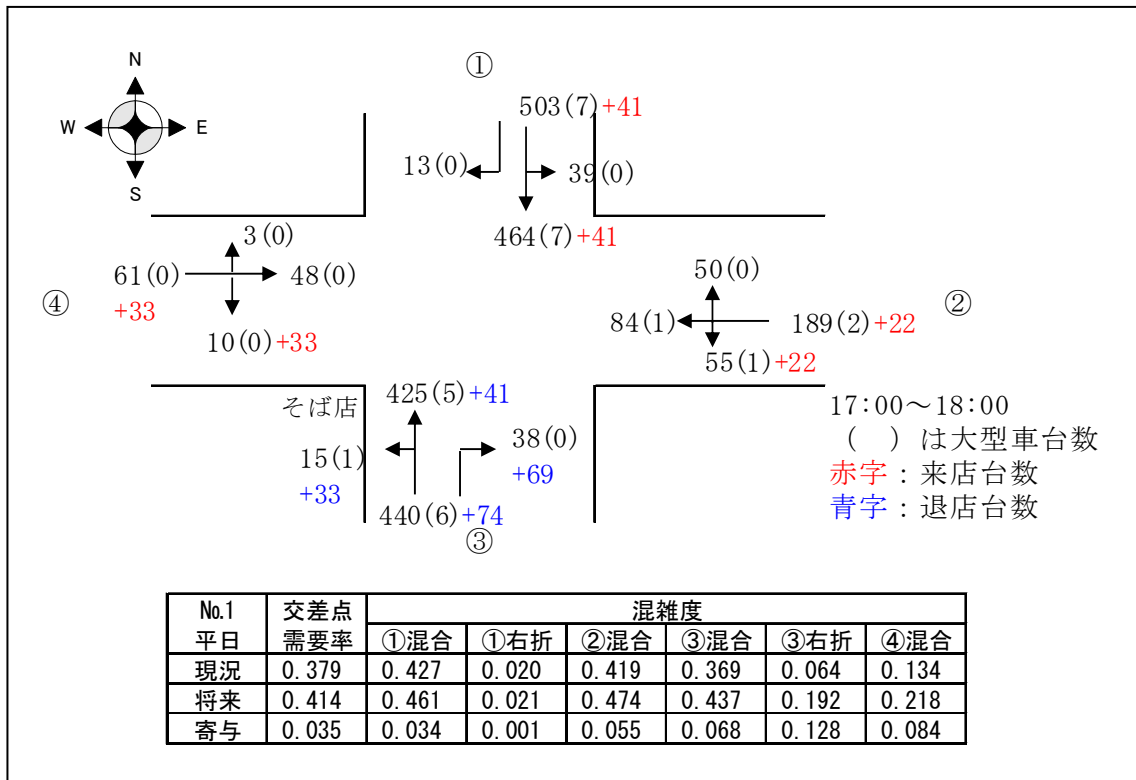 ①
N
W E
S
503(7)+41
13(0) 39(0)
464(7)+41
3(0)
61(0) 48(0)
+33
④
10(0)+33
50(0)
84(1) 189(2)+22
②
55(1)+22
そば店
425(5)+41
15(1)
+33
38(0)
+69
440(6)+74
③
17:00～18:00
（　）は大型車台数
赤字：来店台数
青字：退店台数
No.1 交差点 混雑度
平日 需要率 ①混合 ①右折 ②混合 ③混合 ③右折 ④混合
現況 0.379 0.427 0.020 0.419 0.369 0.064 0.134
将来 0.414 0.461 0.021 0.474 0.437 0.192 0.218
寄与 0.035 0.034 0.001 0.055 0.068 0.128 0.084